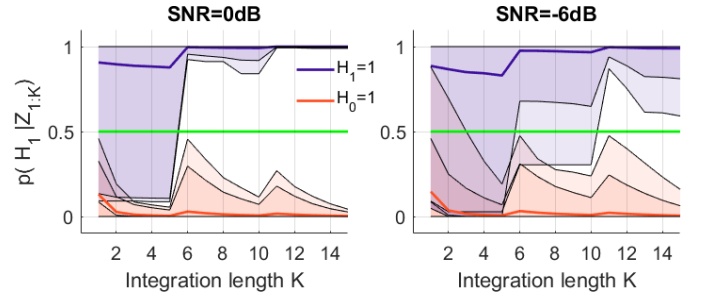 SNR=0dB
SNR=-6dB
p( H1 |Z1:K)
1
0.5
0
2 4 6 8 10 12 14
Integration length K
H1=1
H0=1
1
0.5
0
2 4 6 8 10 12 14
Integration length K